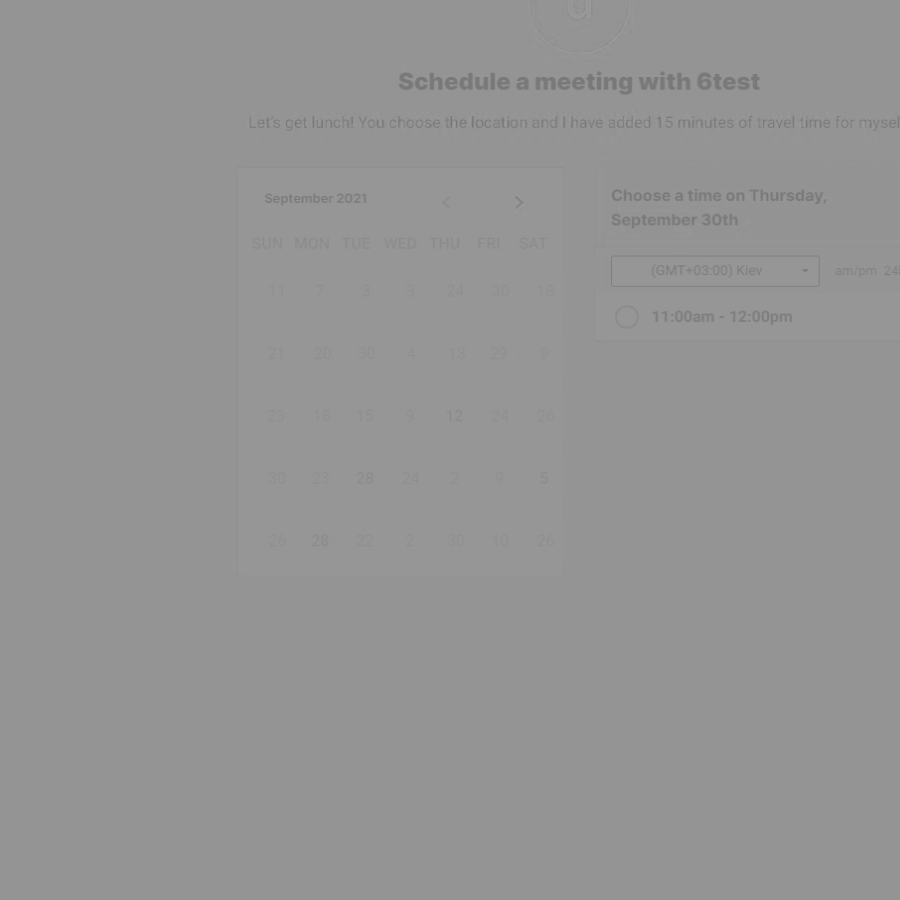 d
Schedule a meeting with 6test
Let's get lunch! You choose the location and I have added 15 minutes of travel time for mysel
September 2021
SUN MON TUE WED THU FRI SAT
11 7 3 3 24 30 18
21 20 30 4 13 29 9
23 18 15 9 12 24 26
30 23 28 24 2 9 5
26 28 22 2 30 10 26
Choose a time on Thursday,
September 30th
(GMT+03:00) Kiev am/pm 24
11:00am - 12:00pm